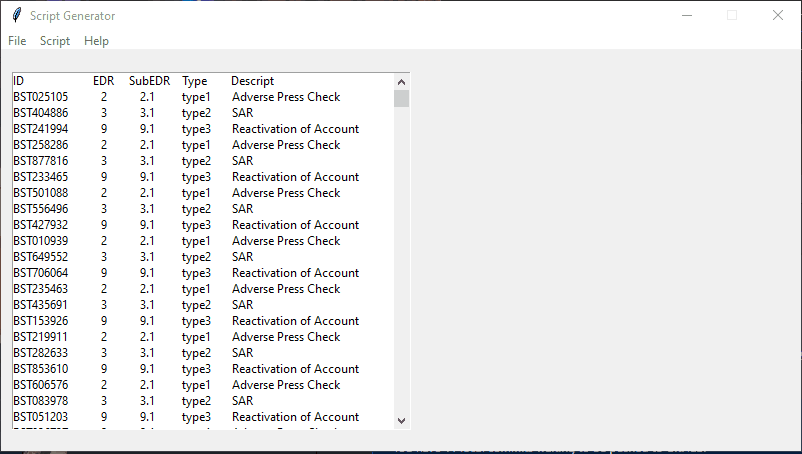 Script Generator
File Script Help
ID EDR SubEDR Type Descript
BST025105 2 2.1 type1 Adverse Press Check
BST404886 3 3.1 type2 SAR
BST241994 9 9.1 type3 Reactivation of Account
BST258286 2 2.1 type1 Adverse Press Check
BST877816 3 3.1 type2 SAR
BST233465 9 9.1 type3 Reactivation of Account
BST501088 2 2.1 type1 Adverse Press Check
BST556496 3 3.1 type2 SAR
BST427932 9 9.1 type3 Reactivation of Account
BST010939 2 2.1 type1 Adverse Press Check
BST649552 3 3.1 type2 SAR
BST706064 9 9.1 type3 Reactivation of Account
BST235463 2 2.1 type1 Adverse Press Check
BST435691 3 3.1 type2 SAR
BST153926 9 9.1 type3 Reactivation of Account
BST219911 2 2.1 type1 Adverse Press Check
BST282633 3 3.1 type2 SAR
BST853610 9 9.1 type3 Reactivation of Account
BST606576 2 2.1 type1 Adverse Press Check
BST083978 3 3.1 type2 SAR
BST051203 9 9.1 type3 Reactivation of Account